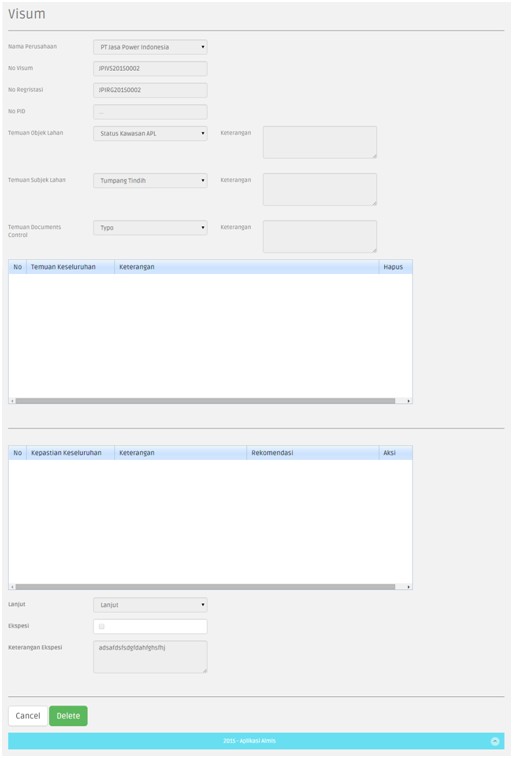 Visum
Nama Perusahaan PT Jasa Power Indonesia
No Visum JPIVS20150002
No Regristasi JPIRG20150002
No PID ...
Temuan Objek Lahan Status Kawasan APL Keterangan
Temuan Subjek Lahan Tumpang Tindih Keterangan
Temuan Documents Typo Keterangan
Control
No Temuan Keseluruhan Keterangan Hapus
No Kepastian Keseluruhan Keterangan Rekomendasi Aksi
Lanjut Lanjut
Ekspesi
Keterangan Ekspesi adsafdsfsdgfdahfghsfhj
Cancel Delete
2015 - Aplikasi Almis